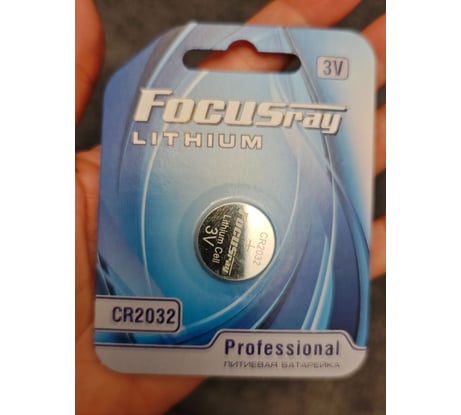 3V
FOCUSray
LITHIUM
FOCUSray
Lithium Cell
3V
CR2032
+
CR2032
Professional
ЛИТИЕВАЯ БАТАРЕЙКА